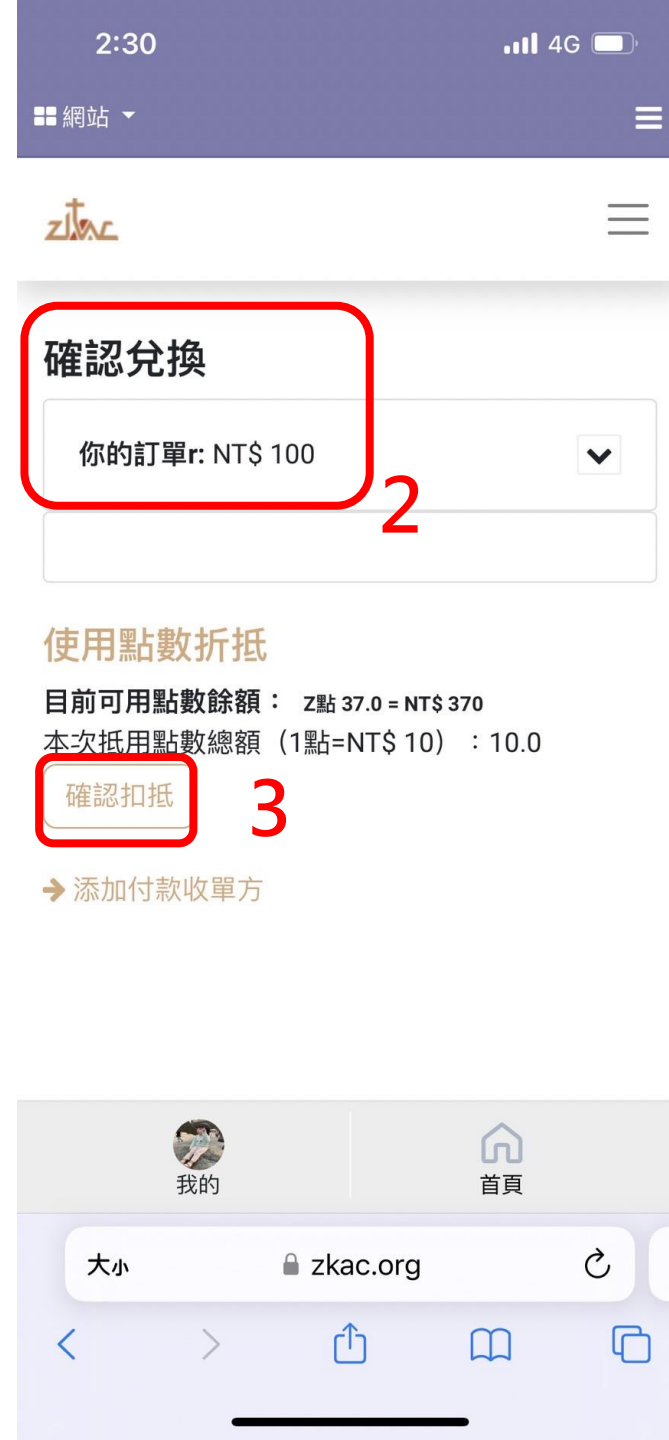 2:30 4G
網站
zkac
確認兌換
你的訂單r: NT$ 100
2
使用點數折抵
目前可用點數餘額： Z點 37.0 = NT$ 370
本次抵用點數總額（1點=NT$ 10）：10.0
確認扣抵
3
添加付款收單方
我的 首頁
大小 zkac.org